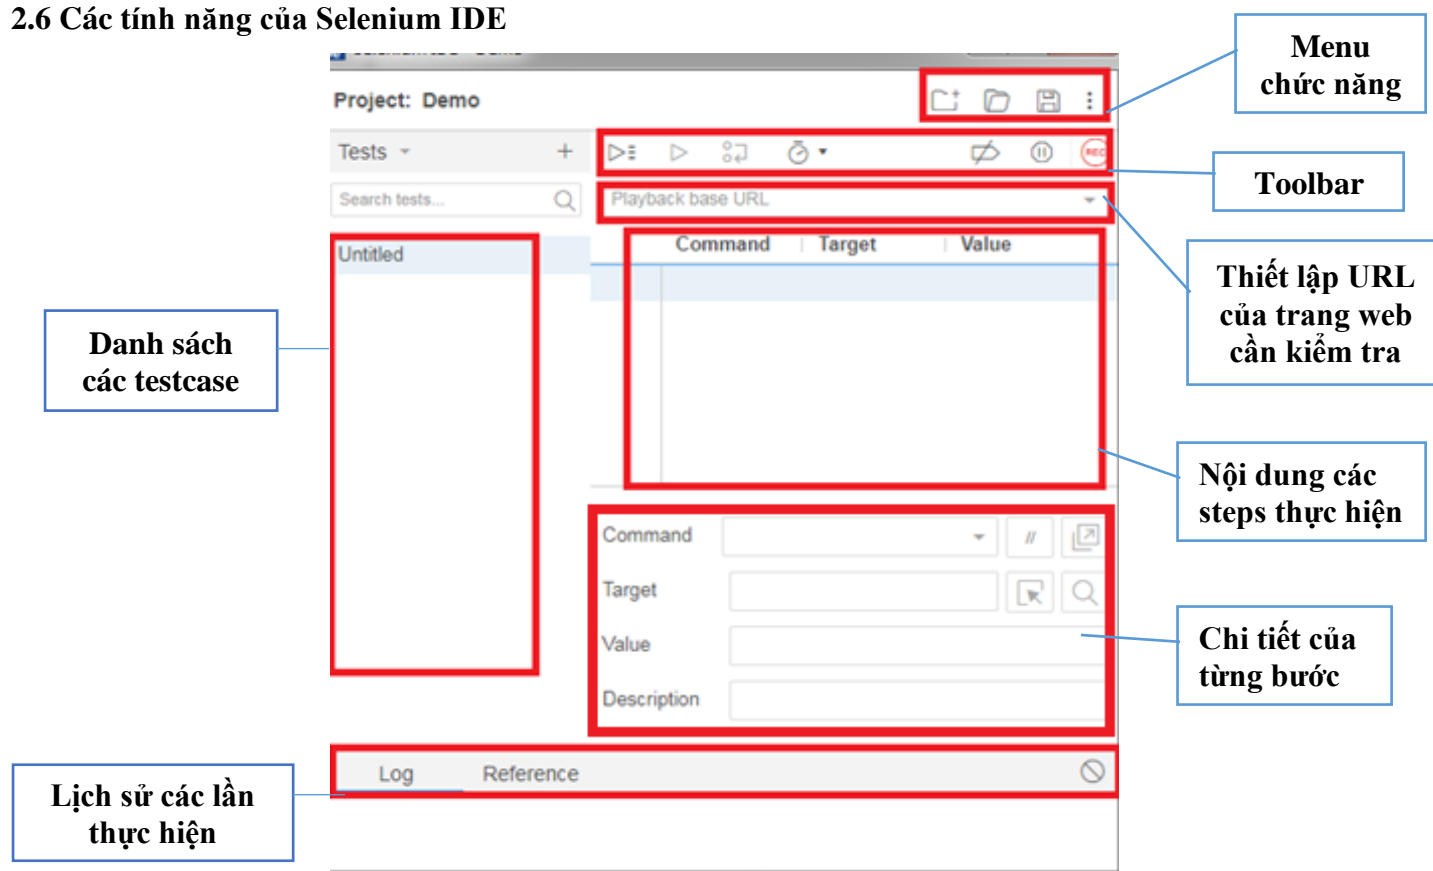 2.6 Các tính năng của Selenium IDE
Menu
chức năng
Project: Demo
Tests
+
REC
Toolbar
Search tests...
Playback base URL
Command
Target
Value
Untitled
Thiết lập URL
của trang web
cần kiểm tra
Danh sách
các testcase
Nội dung các
steps thực hiện
Command
//
Target
Value
Description
Chi tiết của
từng bước
Log
Reference
Lịch sử các lần
thực hiện